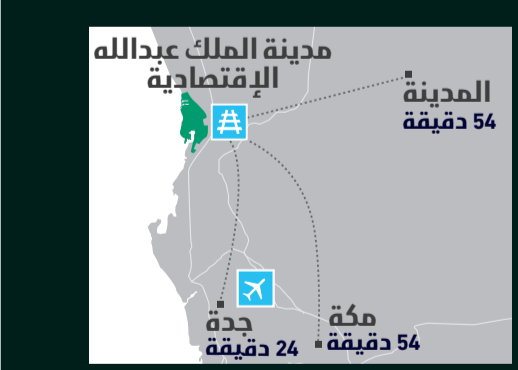 مدينة الملك عبدالله
الإقتصادية
المدينة
54 دقيقة
مكة
54 دقيقة
جدة
24 دقيقة